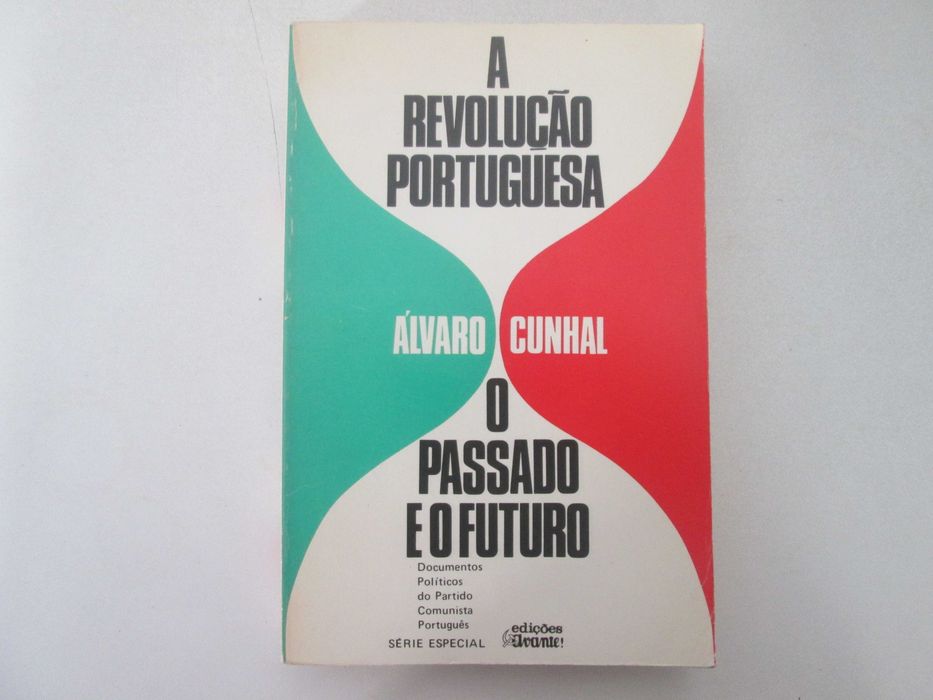 A
REVOLUÇÃO
PORTUGUESA
ÁLVARO CUNHAL
O
PASSADO
E O FUTURO
Documentos
Políticos
do Partido
Comunista
Português
SÉRIE ESPECIAL
edições
Avante!